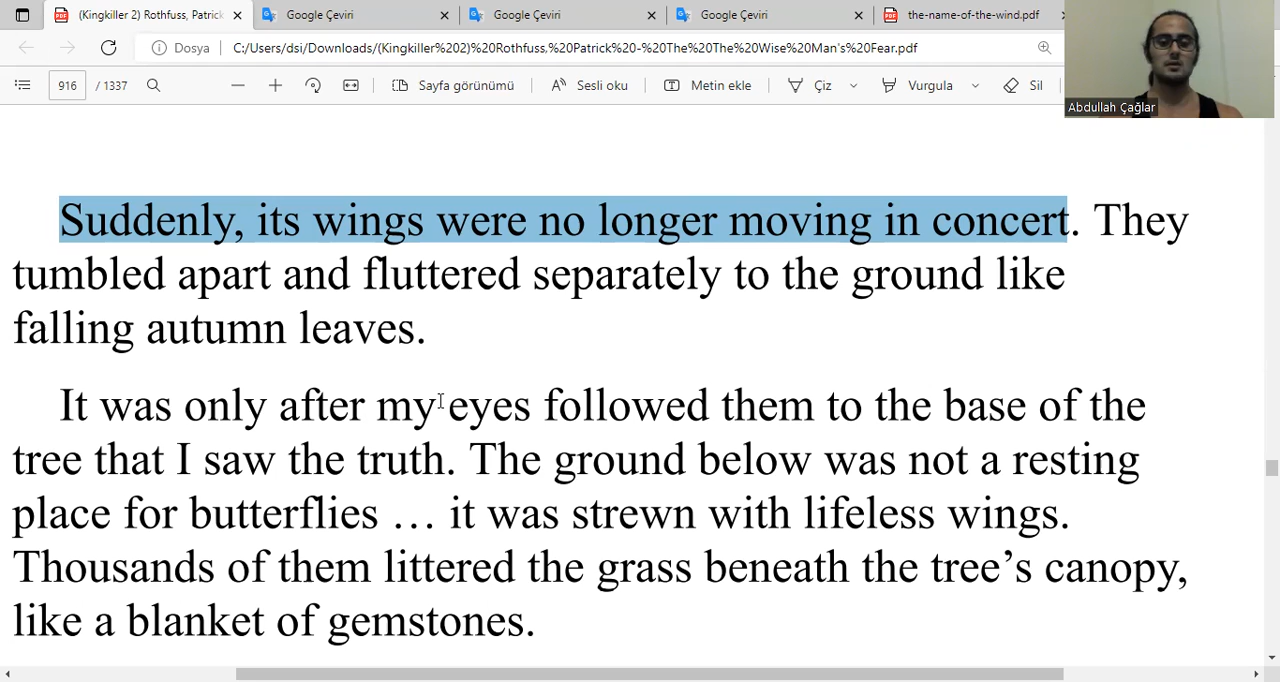 (Kingkiller 2) Rothfuss, Patrick
Google Çeviri
Google Çeviri
Google Çeviri
the-name-of-the-wind.pdf
Dosya
C:/Users/dsi/Downloads/(Kingkiller%202)%20Rothfuss,%20Patrick%20-%20The%20The%20Wise%20Man's%20Fear.pdf
916 / 1337
Sayfa görünümü
Sesli oku
Metin ekle
Çiz
Vurgula
Sil
Abdullah Çağlar
Suddenly, its wings were no longer moving in concert. They
tumbled apart and fluttered separately to the ground like
falling autumn leaves.
It was only after my eyes followed them to the base of the
tree that I saw the truth. The ground below was not a resting
place for butterflies … it was strewn with lifeless wings.
Thousands of them littered the grass beneath the tree’s canopy,
like a blanket of gemstones.